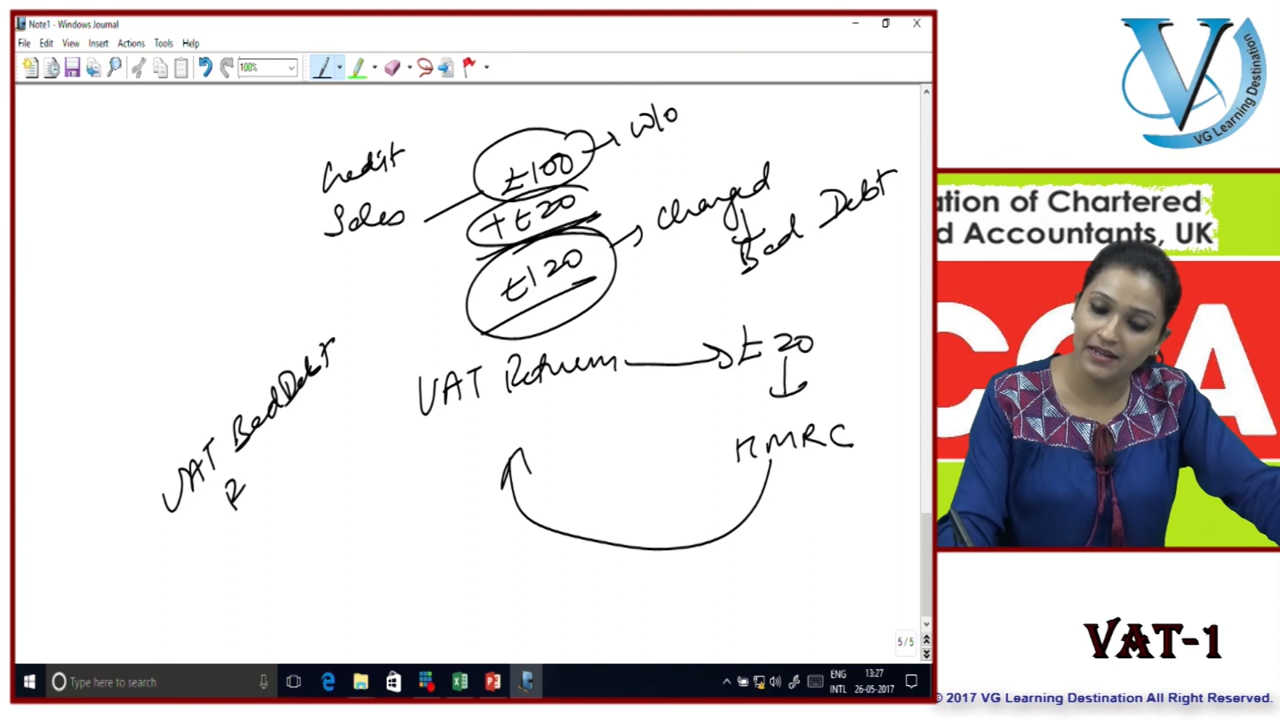 Note1 - Windows Journal
File Edit View Insert Actions Tools Help
100%
Credit
Sales
£100
w/o
+£20
£120
changed
Bad Debt
VAT Return
£20
HMRC
VAT Bad Debt
R
5/5
Type here to search
ENG
INTL
13:27
26-05-2017
VG Learning Destination
ation of Chartered
d Accountants, UK
CCA
VAT-1
© 2017 VG Learning Destination All Right Reserved.